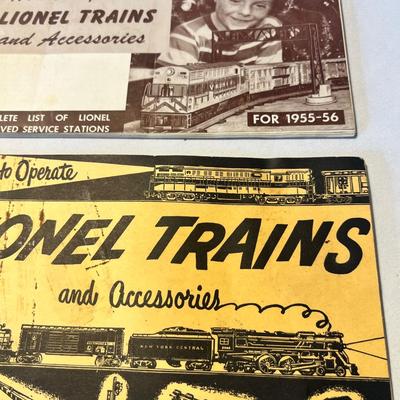 LIONEL TRAINS
and Accessories
LETE LIST OF LIONEL
VED SERVICE STATIONS
FOR 1955-56
to Operate
ONEL TRAINS
and Accessories
NEW YORK CENTRAL